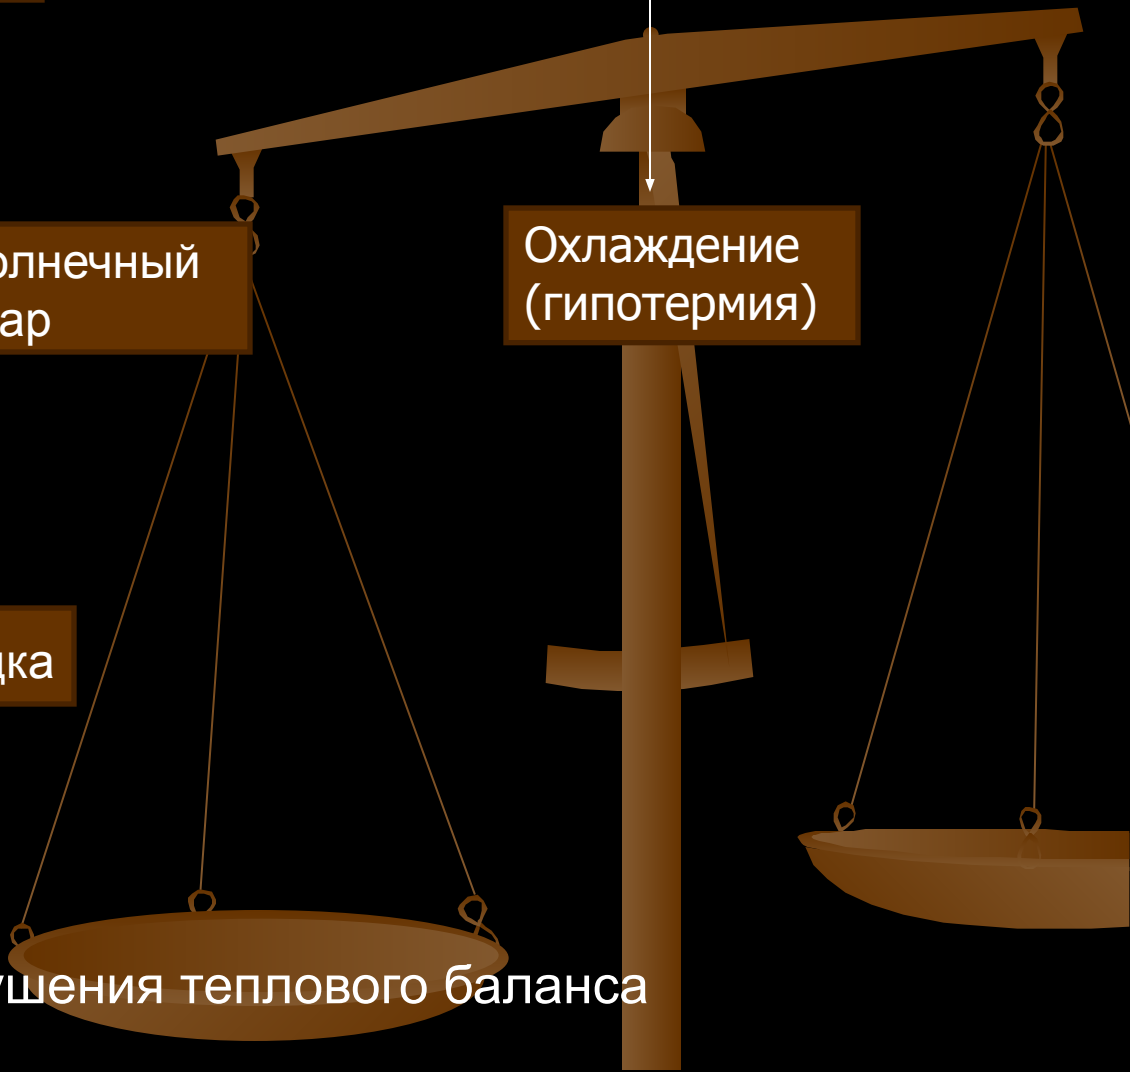 олнечный
ар
Охлаждение
(гипотермия)
дка
ушения теплового баланса